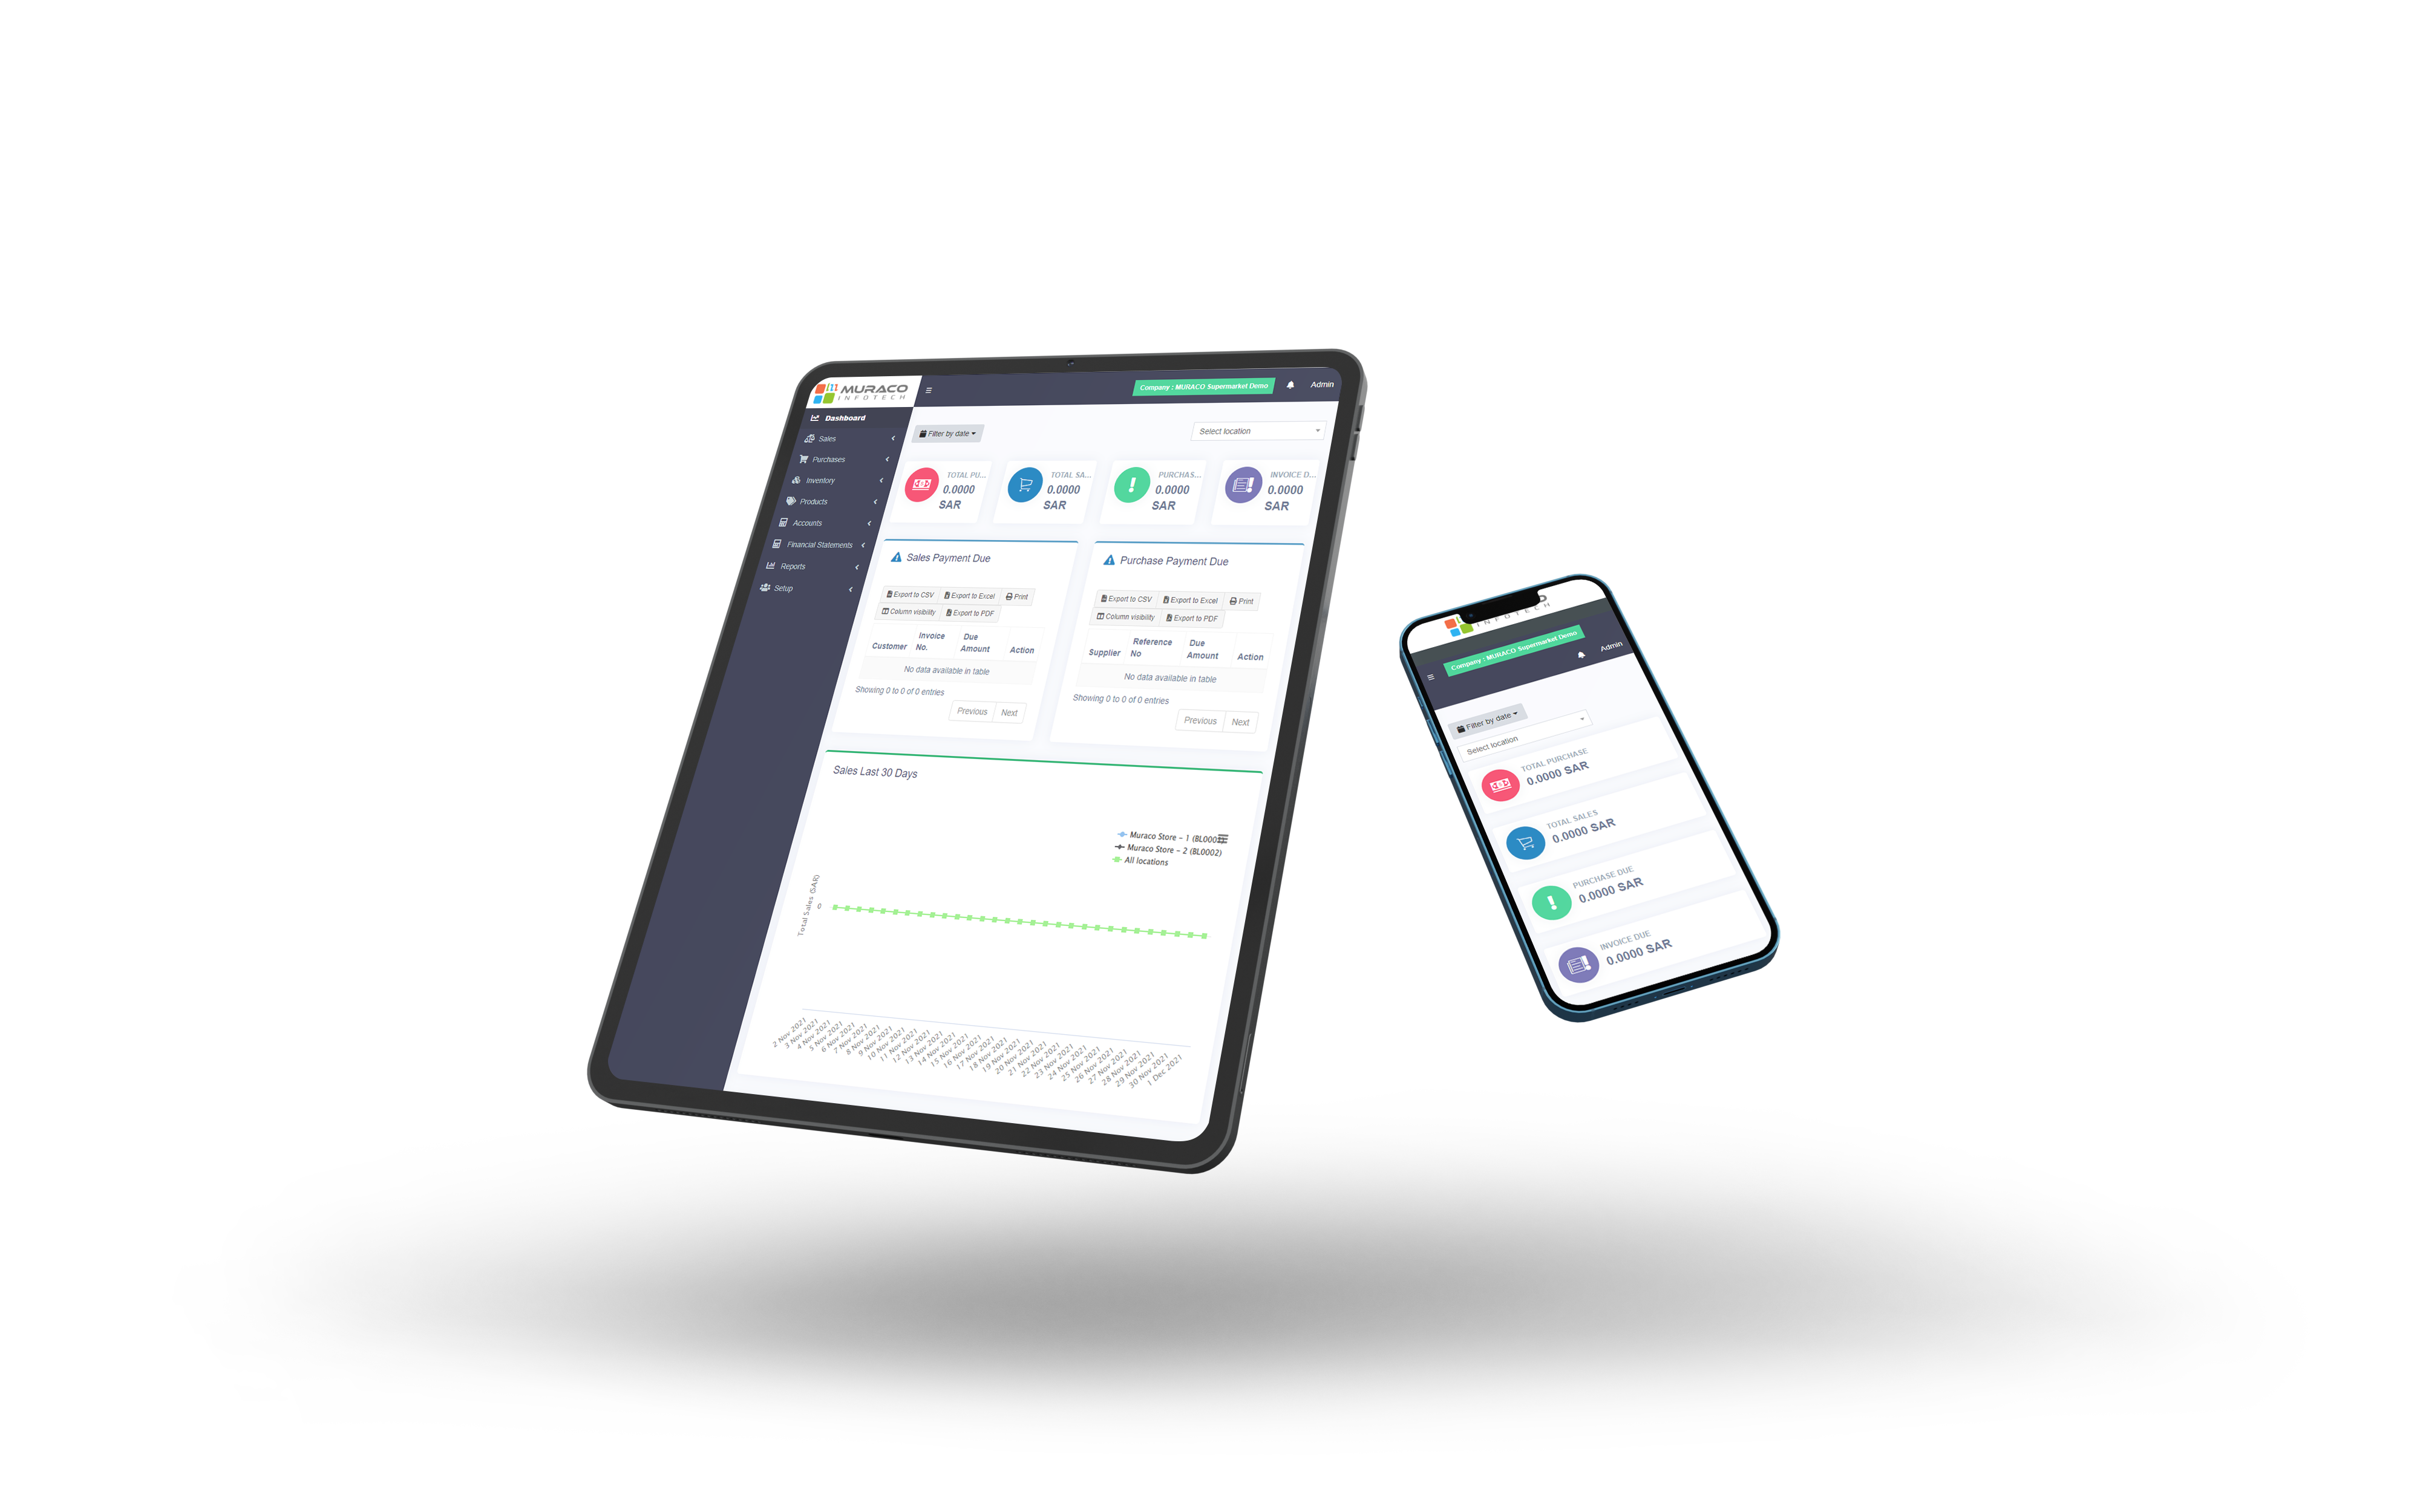 MURACO
INFOTECH
Company : MURACO Supermarket Demo
Admin
Dashboard
Sales
Purchases
Inventory
Products
Accounts
Financial Statements
Reports
Setup
Filter by date
Select location
TOTAL PU...
0.0000
SAR
TOTAL SA...
0.0000
SAR
PURCHAS...
0.0000
SAR
INVOICE D...
0.0000
SAR
Sales Payment Due
Export to CSV Export to Excel Print
Column visibility Export to PDF
Customer Invoice No. Due Amount Action
No data available in table
Showing 0 to 0 of 0 entries
Previous Next
Purchase Payment Due
Export to CSV Export to Excel Print
Column visibility Export to PDF
Supplier Reference No Due Amount Action
No data available in table
Showing 0 to 0 of 0 entries
Previous Next
Sales Last 30 Days
Muraco Store – 1
Muraco Store – 2 (BL0002)
All locations
Total Sales (SAR)
0
2 Nov 2021
3 Nov 2021
4 Nov 2021
5 Nov 2021
6 Nov 2021
7 Nov 2021
8 Nov 2021
9 Nov 2021
10 Nov 2021
11 Nov 2021
12 Nov 2021
13 Nov 2021
14 Nov 2021
15 Nov 2021
16 Nov 2021
17 Nov 2021
18 Nov 2021
19 Nov 2021
20 Nov 2021
21 Nov 2021
22 Nov 2021
23 Nov 2021
24 Nov 2021
25 Nov 2021
26 Nov 2021
27 Nov 2021
28 Nov 2021
29 Nov 2021
30 Nov 2021
1 Dec 2021
INFOTECH
Company : MURACO Supermarket Demo
Admin
Filter by date
Select location
TOTAL PURCHASE
0.0000 SAR
TOTAL SALES
0.0000 SAR
PURCHASE DUE
0.0000 SAR
INVOICE DUE
0.0000 SAR